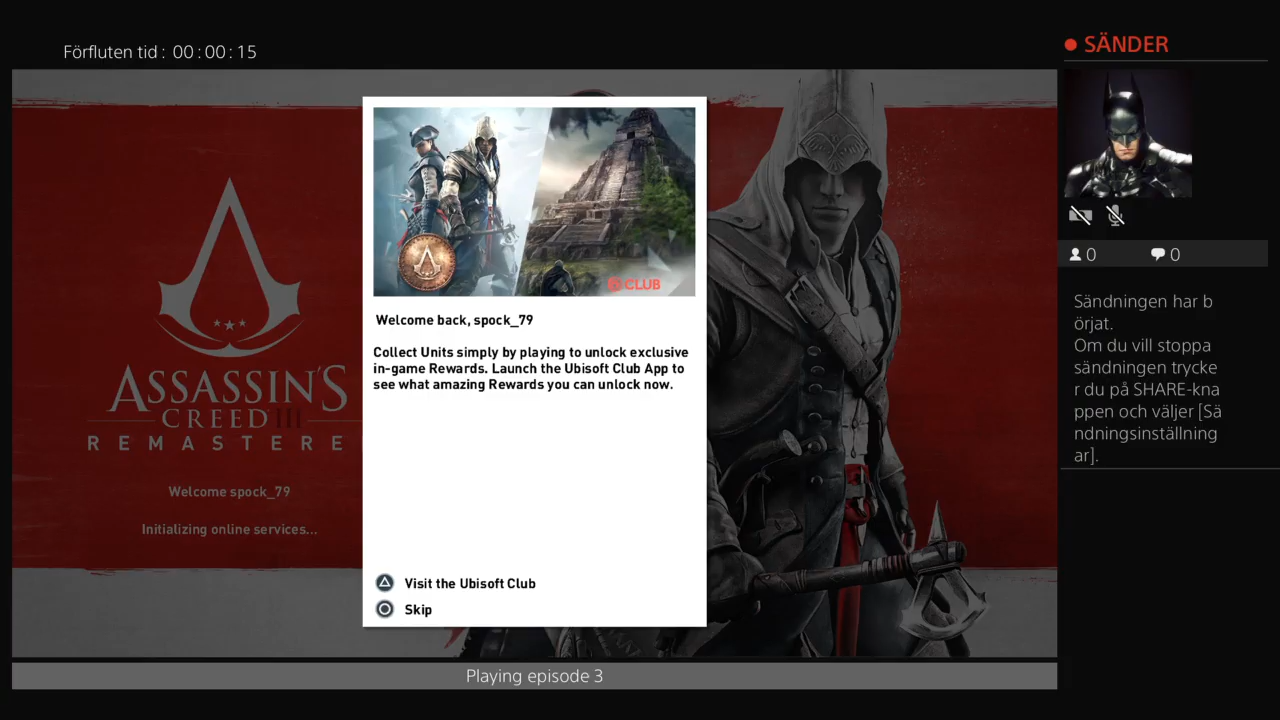 Förfluten tid : 00:00:15
SÄNDER
CLUB
Welcome back, spock_79
Collect Units simply by playing to unlock exclusive
in-game Rewards. Launch the Ubisoft Club App to
see what amazing Rewards you can unlock now.
Visit the Ubisoft Club
Skip
ASSASSIN'S
CREED III
REMASTERE
Welcome spock_79
Initializing online services...
0
0
Sändningen har b
örjat.
Om du vill stoppa
sändningen trycke
r du på SHARE-kna
ppen och väljer [Sä
ndningsinställning
ar].
Playing episode 3